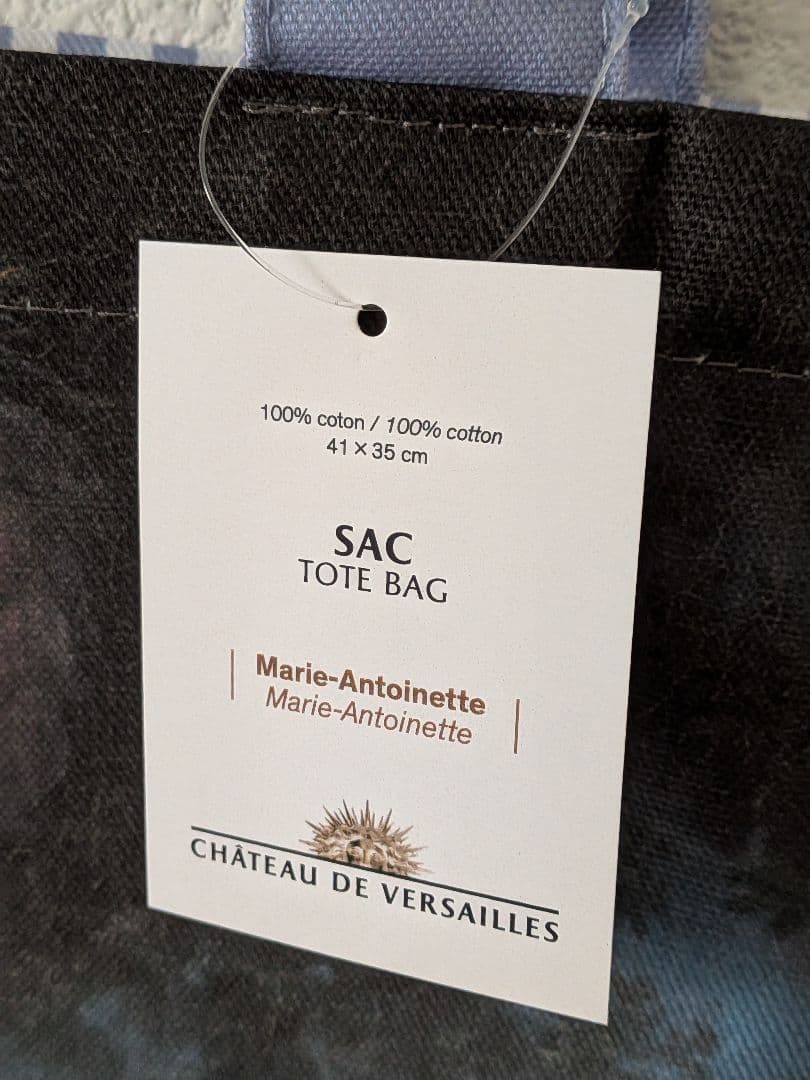 100% coton / 100% cotton
41 × 35 cm
SAC
TOTE BAG
Marie-Antoinette
Marie-Antoinette
CHÂTEAU DE VERSAILLES